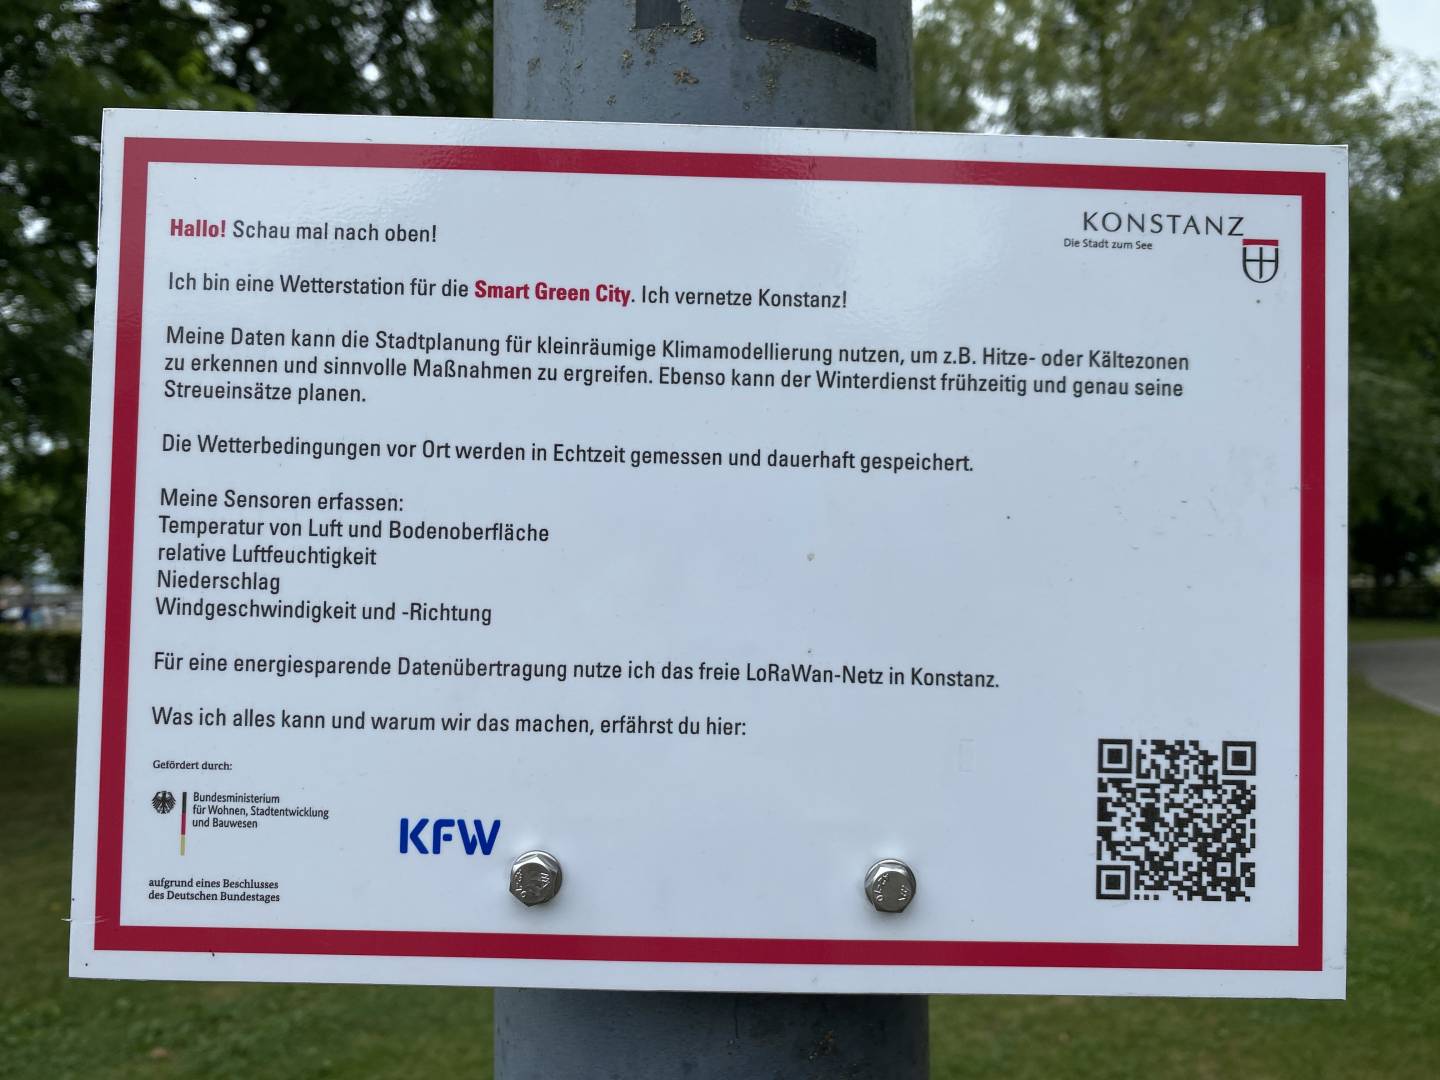 Hallo! Schau mal nach oben!
KONSTANZ
Die Stadt zum See
Ich bin eine Wetterstation für die Smart Green City. Ich vernetze Konstanz!
Meine Daten kann die Stadtplanung für kleinräumige Klimamodellierung nutzen, um z.B. Hitze- oder Kältezonen
zu erkennen und sinnvolle Maßnahmen zu ergreifen. Ebenso kann der Winterdienst frühzeitig und genau seine
Streueinsätze planen.
Die Wetterbedingungen vor Ort werden in Echtzeit gemessen und dauerhaft gespeichert.
Meine Sensoren erfassen:
Temperatur von Luft und Bodenoberfläche
relative Luftfeuchtigkeit
Niederschlag
Windgeschwindigkeit und -Richtung
Für eine energiesparende Datenübertragung nutze ich das freie LoRaWan-Netz in Konstanz.
Was ich alles kann und warum wir das machen, erfährst du hier:
Gefördert durch:
Bundesministerium
für Wohnen, Stadtentwicklung
und Bauwesen
KFW
aufgrund eines Beschlusses
des Deutschen Bundestages